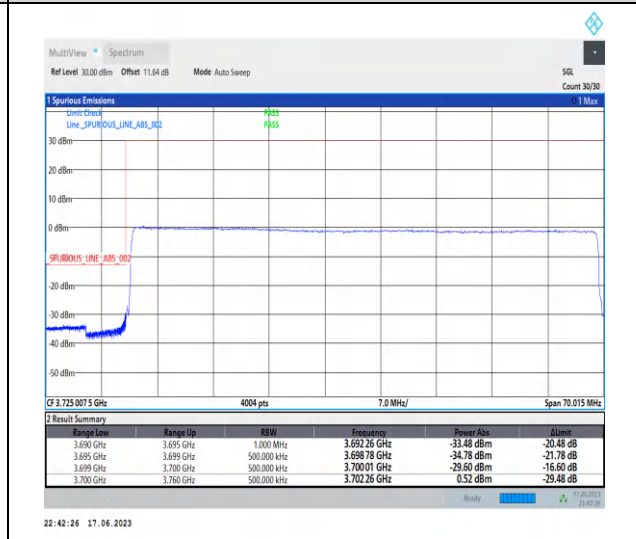 MultiView Spectrum
Ref Level 30.00 dBm Offset 11.64 dB Mode Auto Sweep SGL
Count 30/30
1 Spurious Emissions 1 Max
Limit Check PASS
Line _SPURIOUS_LINE_ABS_002 PASS
30 dBm
20 dBm
10 dBm
0 dBm
_SPURIOUS_LINE_ABS_002
-20 dBm
-30 dBm
-40 dBm
-50 dBm
CF 3.725 007 5 GHz 4004 pts 7.0 MHz/ Span 70.015 MHz
2 Result Summary
Range Low Range Up RBW Frequency Power Abs ΔLimit
3.690 GHz 3.695 GHz 1.000 MHz 3.692 26 GHz -33.48 dBm -20.48 dB
3.695 GHz 3.699 GHz 500.000 kHz 3.698 78 GHz -34.78 dBm -21.78 dB
3.699 GHz 3.700 GHz 500.000 kHz 3.700 01 GHz -29.60 dBm -16.60 dB
3.700 GHz 3.760 GHz 500.000 kHz 3.702 26 GHz 0.52 dBm -29.48 dB
Ready 17.06.2023
22:42:26
22:42:26 17.06.2023